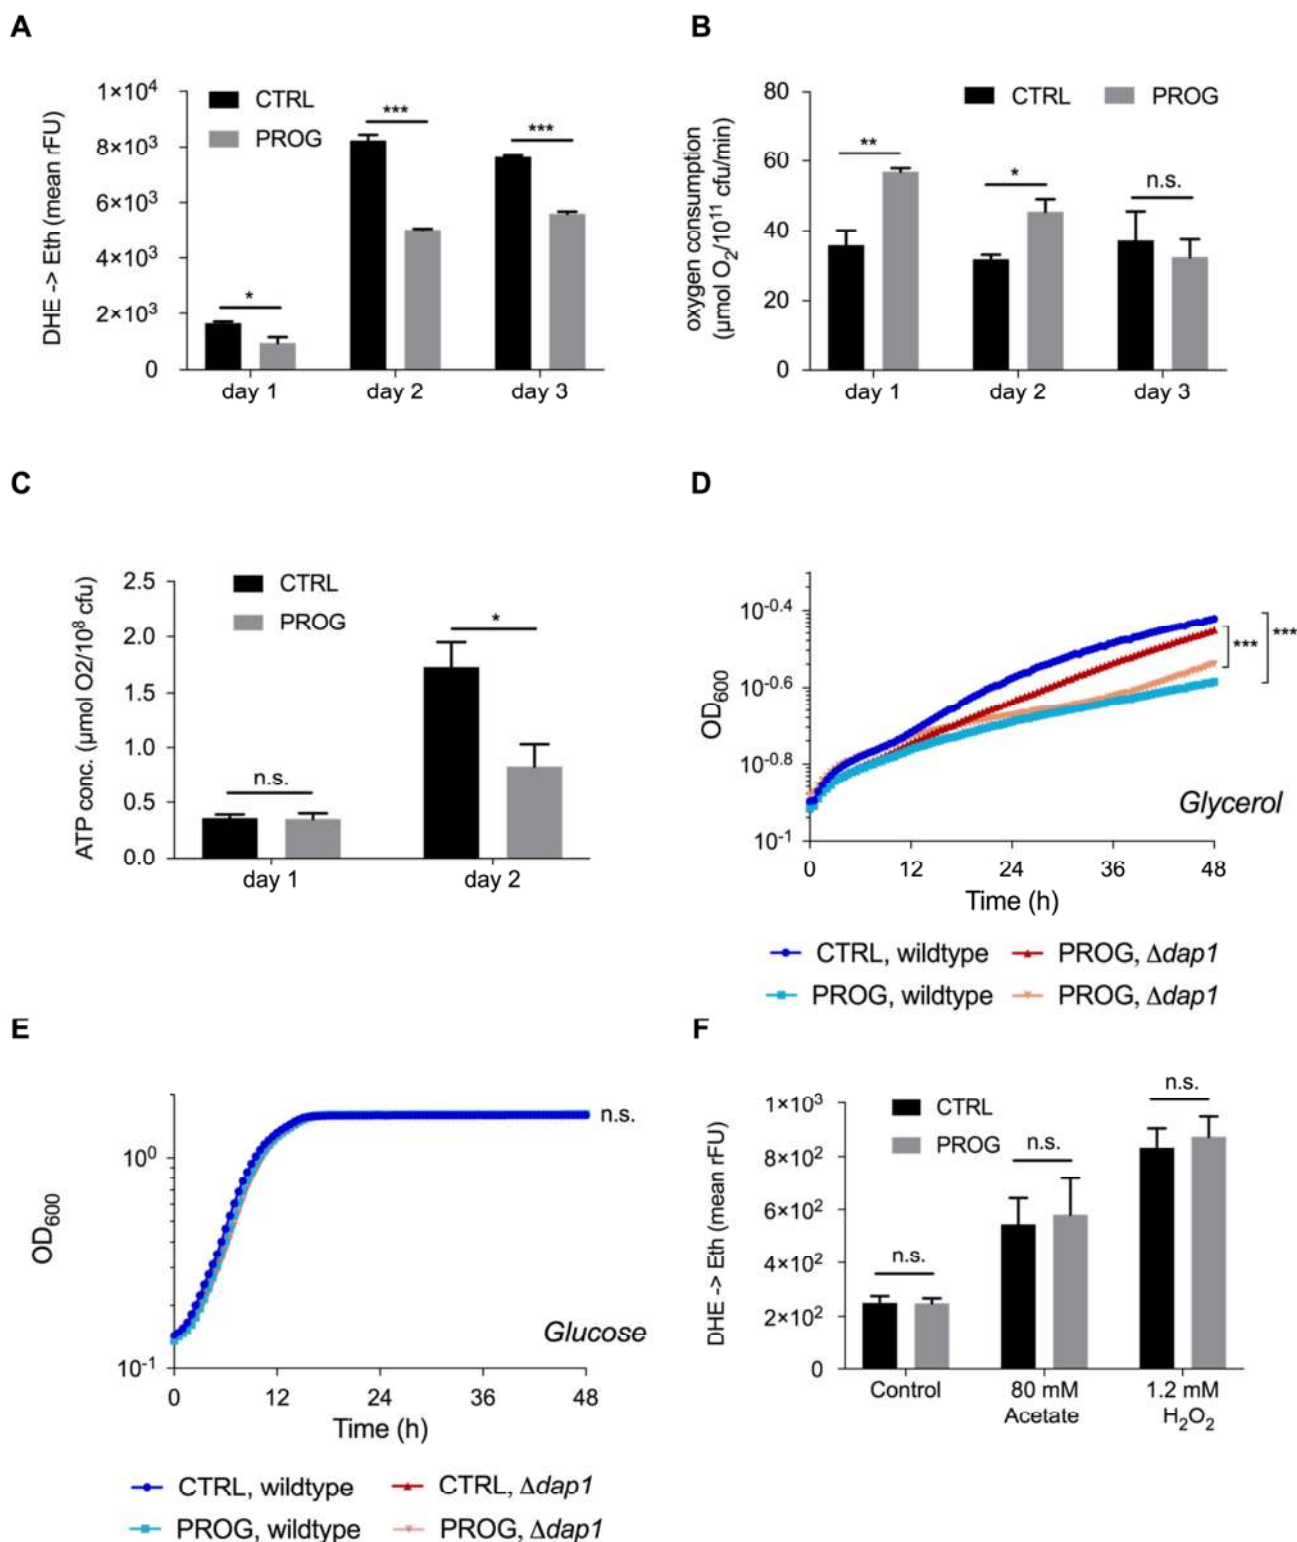 A
DHE -> Eth (mean rFU)
1×10⁴
8×10³
6×10³
4×10³
2×10³
0
CTRL
PROG
*
***
***
day 1
day 2
day 3
B
oxygen consumption
(µmol O₂/10¹¹ cfu/min)
80
60
40
20
0
CTRL
PROG
**
*
n.s.
day 1
day 2
day 3
C
ATP conc. (µmol O2/10⁸ cfu)
2.5
2.0
1.5
1.0
0.5
0.0
CTRL
PROG
n.s.
*
day 1
day 2
D
OD₆₀₀
10⁻⁰·⁴
10⁻⁰·⁶
10⁻⁰·⁸
10⁻¹
***
***
Glycerol
0
12
24
36
48
Time (h)
CTRL, wildtype
PROG, Δdap1
PROG, wildtype
PROG, Δdap1
E
OD₆₀₀
10⁰
10⁻¹
n.s.
Glucose
0
12
24
36
48
Time (h)
CTRL, wildtype
CTRL, Δdap1
PROG, wildtype
PROG, Δdap1
F
DHE -> Eth (mean rFU)
1×10³
8×10²
6×10²
4×10²
2×10²
0
CTRL
PROG
n.s.
n.s.
n.s.
Control
80 mM
Acetate
1.2 mM
H₂O₂